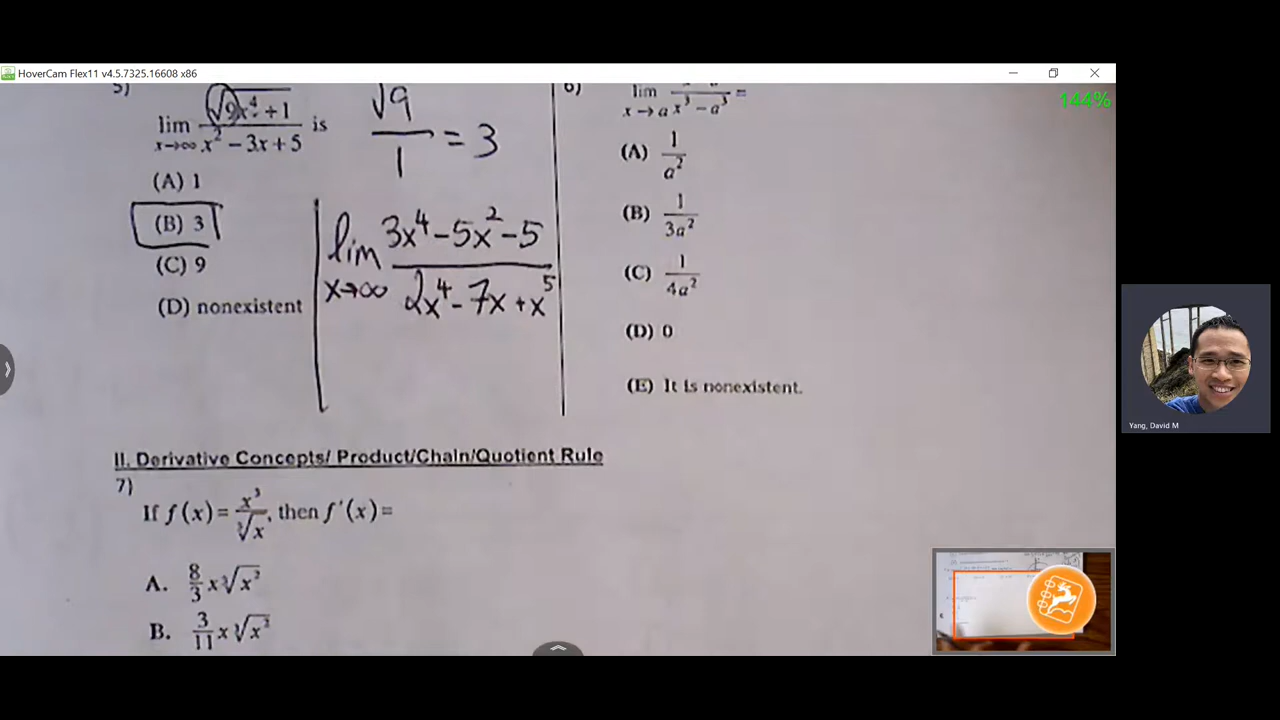 HoverCam Flex11 v4.5.7325.16608 x86
144%
5)
lim x→∞ √(9x⁴ + 1) / (x² − 3x + 5) is
√9 / 1 = 3
(A) 1
(B) 3
(C) 9
(D) nonexistent
lim x→∞ (3x⁴ − 5x² − 5) / (2x⁴ − 7x + x⁵)
6)
lim x→a x³ − a³ =
(A) 1/a²
(B) 1/3a²
(C) 1/4a²
(D) 0
(E) It is nonexistent.
II. Derivative Concepts/ Product/Chain/Quotient Rule
7)
If f(x) = x³/∛x, then f'(x) =
A. 8/3 x ∛x²
B. 3/11 x ∛x²
Yang, David M